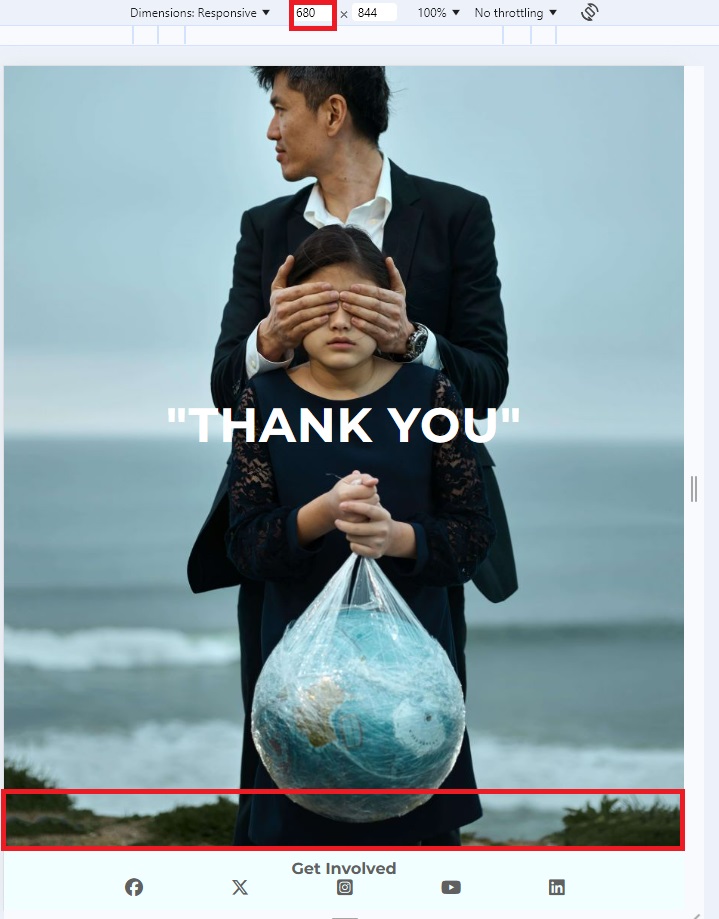 Dimensions: Responsive ▼ 680 × 844 100% ▼ No throttling ▼
"THANK YOU"
Get Involved